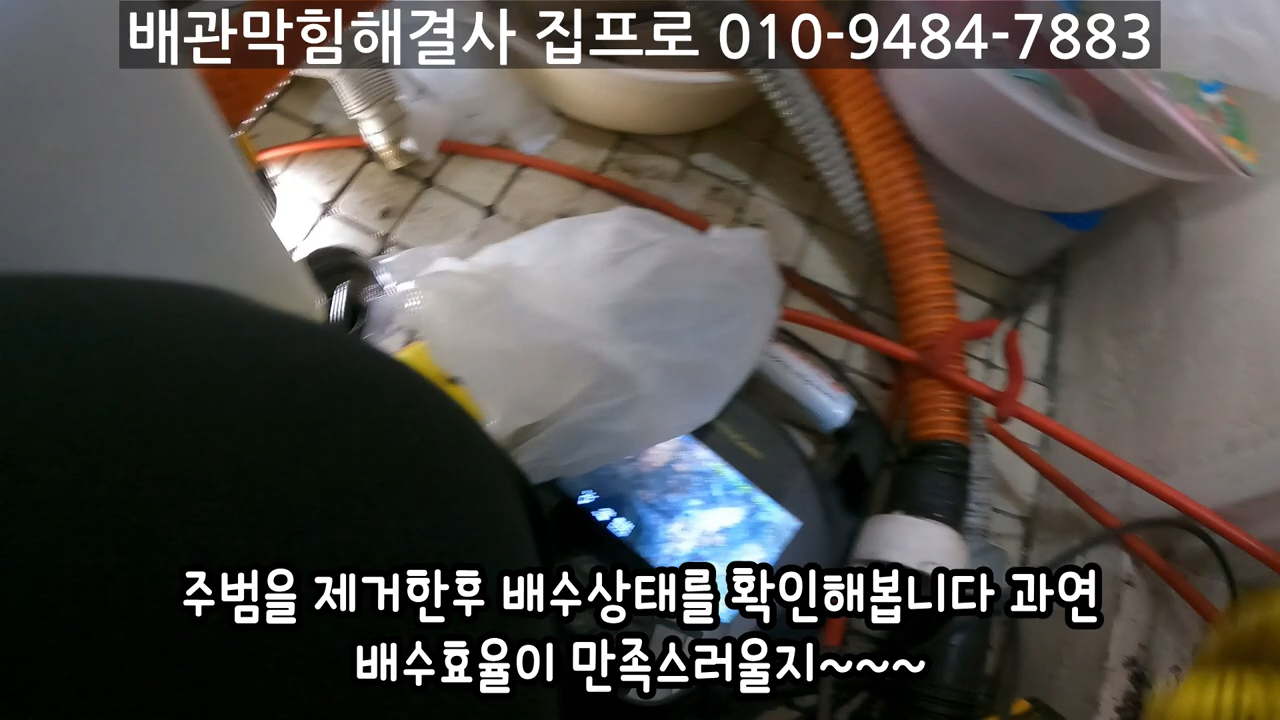 배관막힘해결사 집프로 010-9484-7883
주범을 제거한후 배수상태를 확인해봅니다 과연
배수효율이 만족스러울지~~~